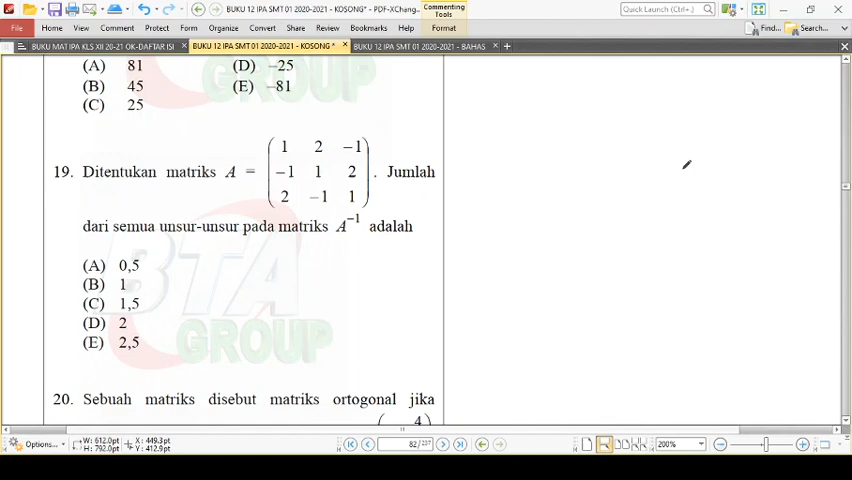 BUKU 12 IPA SMT 01 2020-2021 - KOSONG* - PDF-XChang
Commenting Tools
Quick Launch (Ctrl+.)
File Home Convert Comment Protect Form Organize View Review Bookmarks Help Format Find... Search...
BUKU MAT IPA KLS XII 20-21 OK-DAFTAR ISI × BUKU 12 IPA SMT 01 2020-2021 - KOSONG * × BUKU 12 IPA SMT 01 2020-2021 - BAHAS × +
(A) 81 (D) –25
(B) 45 (E) –81
(C) 25
1 2 −1
19. Ditentukan matriks A = −1 1 2 . Jumlah
2 −1 1
dari semua unsur-unsur pada matriks A⁻¹ adalah
(A) 0,5
(B) 1
(C) 1,5
(D) 2
(E) 2,5
BTA
GROUP
20. Sebuah matriks disebut matriks ortogonal jika
4
Options... W: 612.0pt H: 792.0pt X: 449.3pt Y: 412.9pt 82 / 237 200%